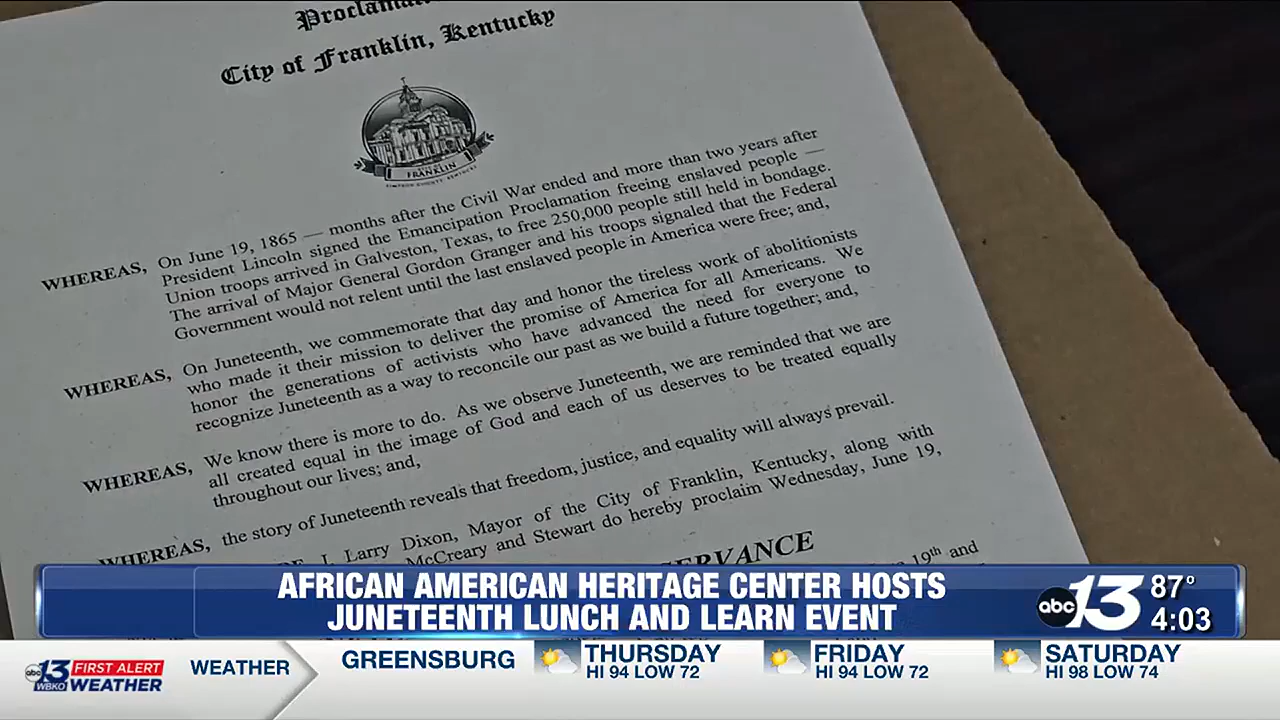 Proclama
City of Franklin, Kentucky
FRANKLIN
SIMPSON COUNTY, KENTUCKY
WHEREAS, On June 19, 1865 — months after the Civil War ended and more than two years after
President Lincoln signed the Emancipation Proclamation freeing enslaved people —
Union troops arrived in Galveston, Texas, to free 250,000 people still held in bondage.
The arrival of Major General Gordon Granger and his troops signaled that the Federal
Government would not relent until the last enslaved people in America were free; and,
WHEREAS, On Juneteenth, we commemorate that day and honor the tireless work of abolitionists
who made it their mission to deliver the promise of America for all Americans. We
honor the generations of activists who have advanced the need for everyone to
recognize Juneteenth as a way to reconcile our past as we build a future together; and,
WHEREAS, We know there is more to do. As we observe Juneteenth, we are reminded that we are
all created equal in the image of God and each of us deserves to be treated equally
throughout our lives; and,
WHEREAS, the story of Juneteenth reveals that freedom, justice, and equality will always prevail.
I, Larry Dixon, Mayor of the City of Franklin, Kentucky, along with
McCreary and Stewart do hereby proclaim Wednesday, June 19,
SERVANCE
19th and
AFRICAN AMERICAN HERITAGE CENTER HOSTS
JUNETEENTH LUNCH AND LEARN EVENT
abc 13
87°
4:03
abc 13 WBKO FIRST ALERT WEATHER
WEATHER
GREENSBURG
THURSDAY
HI 94 LOW 72
FRIDAY
HI 94 LOW 72
SATURDAY
HI 98 LOW 74